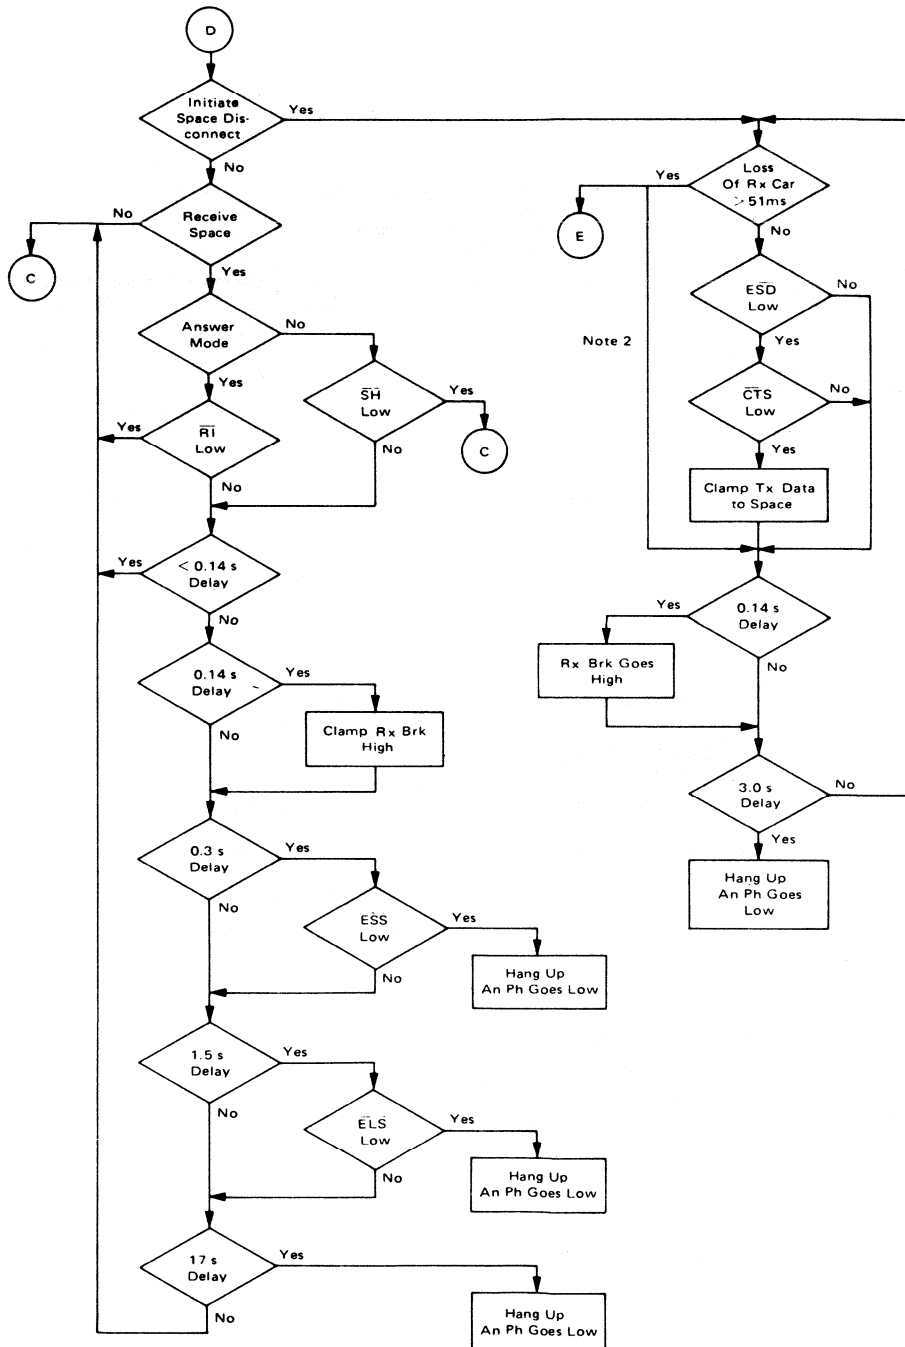 D
Initiate
Space Dis-
connect
Yes
No
Receive
Space
No
C
Yes
Answer
Mode
No
Yes
SH
Low
Yes
C
No
RI
Low
Yes
No
< 0.14 s
Delay
Yes
No
0.14 s
Delay
Yes
Clamp Rx Brk
High
No
0.3 s
Delay
Yes
No
ESS
Low
Yes
Hang Up
An Ph Goes Low
No
1.5 s
Delay
Yes
No
ELS
Low
Yes
Hang Up
An Ph Goes Low
No
17 s
Delay
Yes
Hang Up
An Ph Goes Low
No
Loss
Of Rx Car
> 51ms
Yes
E
No
ESD
Low
No
Yes
Note 2
CTS
Low
No
Yes
Clamp Tx Data
to Space
0.14 s
Delay
Yes
Rx Brk Goes
High
No
3.0 s
Delay
No
Yes
Hang Up
An Ph Goes
Low